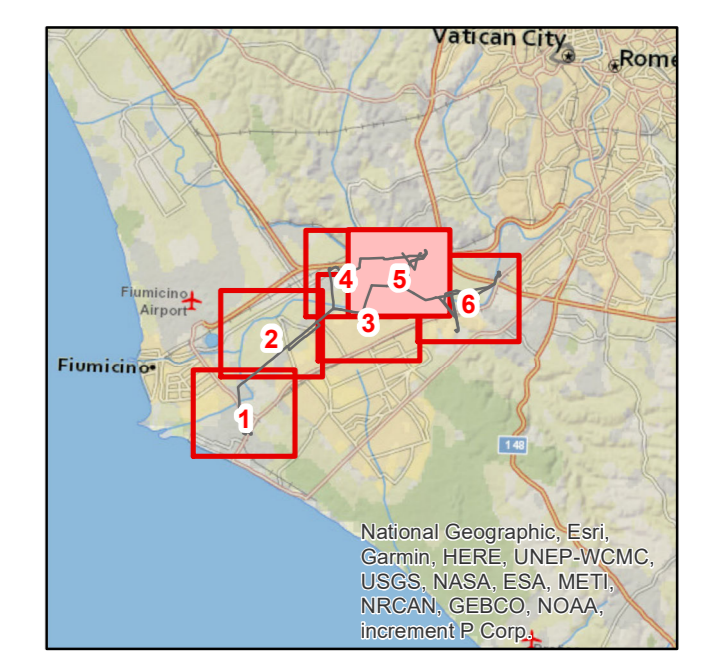 Vatican City
Rome
Fiumicino
Airport
4
5
6
3
2
Fiumicino
1
148
National Geographic, Esri,
Garmin, HERE, UNEP-WCMC,
USGS, NASA, ESA, METI,
NRCAN, GEBCO, NOAA,
increment P Corp.